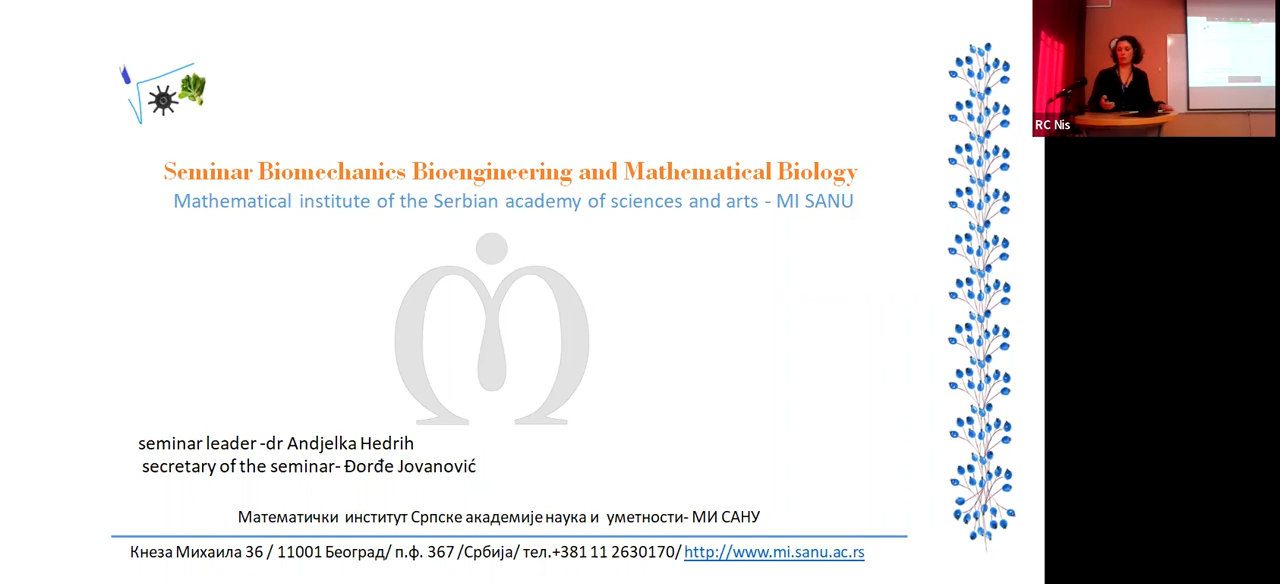 Seminar Biomechanics Bioengineering and Mathematical Biology
Mathematical institute of the Serbian academy of sciences and arts - MI SANU
seminar leader -dr Andjelka Hedrih
secretary of the seminar- Đorđe Jovanović
Математички институт Српске академије наука и уметности- МИ САНУ
Кнеза Михаила 36 / 11001 Београд/ п.ф. 367 /Србија/ тел.+381 11 2630170/ http://www.mi.sanu.ac.rs
RC Nis